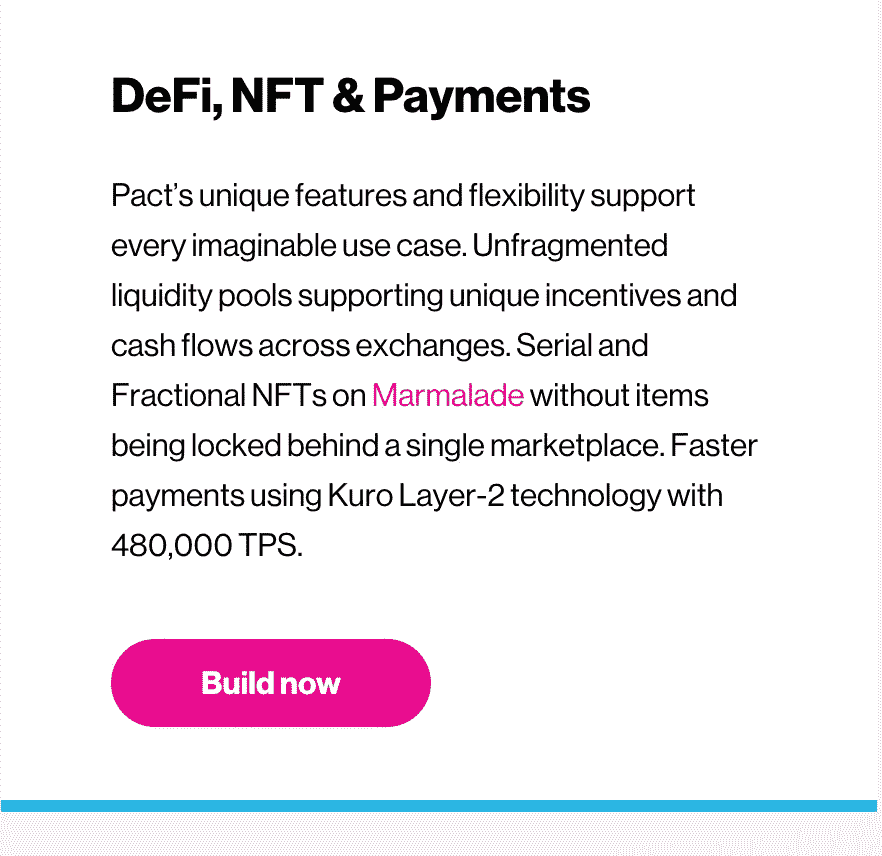 DeFi, NFT & Payments
Pact’s unique features and flexibility support
every imaginable use case. Unfragmented
liquidity pools supporting unique incentives and
cash flows across exchanges. Serial and
Fractional NFTs on Marmalade without items
being locked behind a single marketplace. Faster
payments using Kuro Layer-2 technology with
480,000 TPS.
Build now